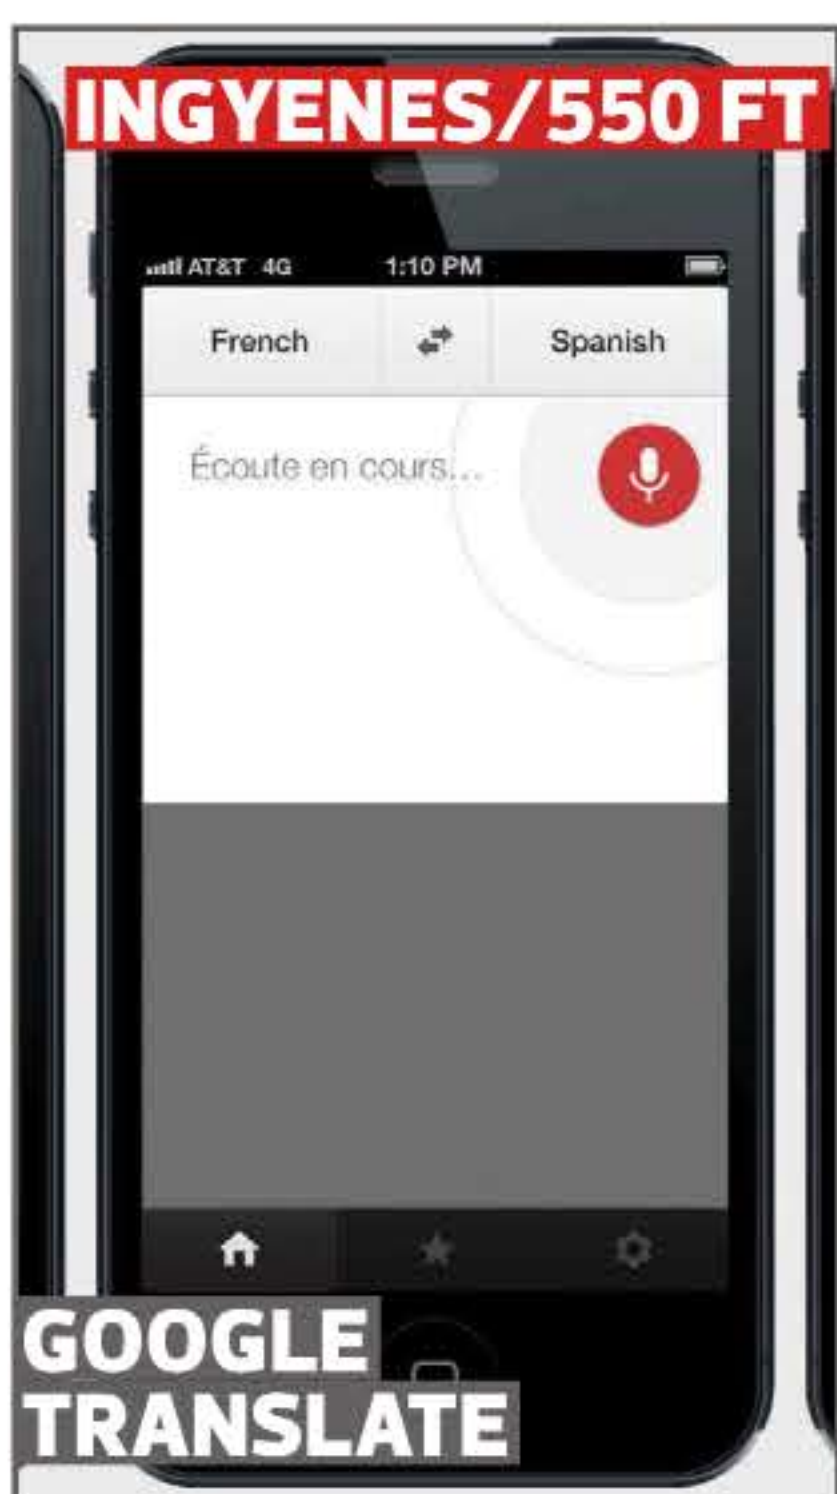 INGYENES/550 FT
AT&T 4G 1:10 PM
French Spanish
Écoute en cours...
GOOGLE
TRANSLATE